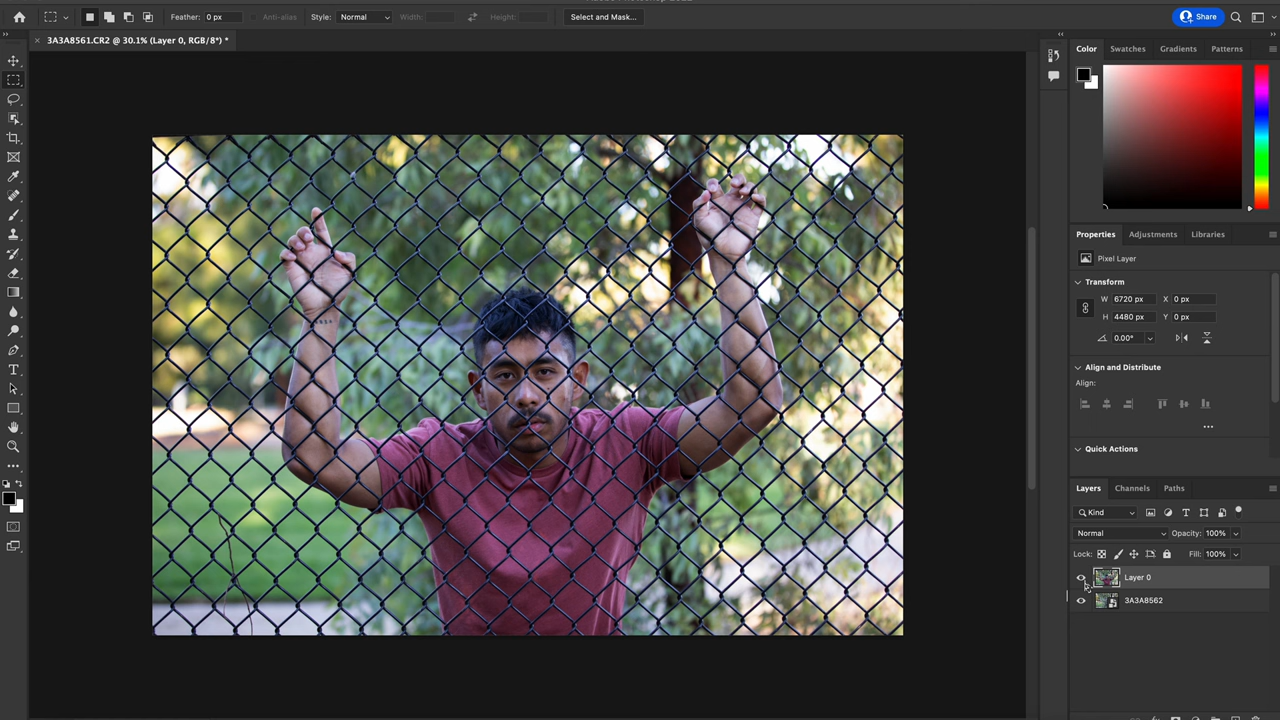 Feather: 0 px Anti-alias Style: Normal Width: Height: Select and Mask... Share
× 3A3A8561.CR2 @ 30.1% (Layer 0, RGB/8*) *
Color Swatches Gradients Patterns
Properties Adjustments Libraries
Pixel Layer
Transform
W 6720 px X 0 px
H 4480 px Y 0 px
0.00°
Align and Distribute
Align:
Quick Actions
Layers Channels Paths
Kind
Normal Opacity: 100%
Lock: Fill: 100%
Layer 0
3A3A8562